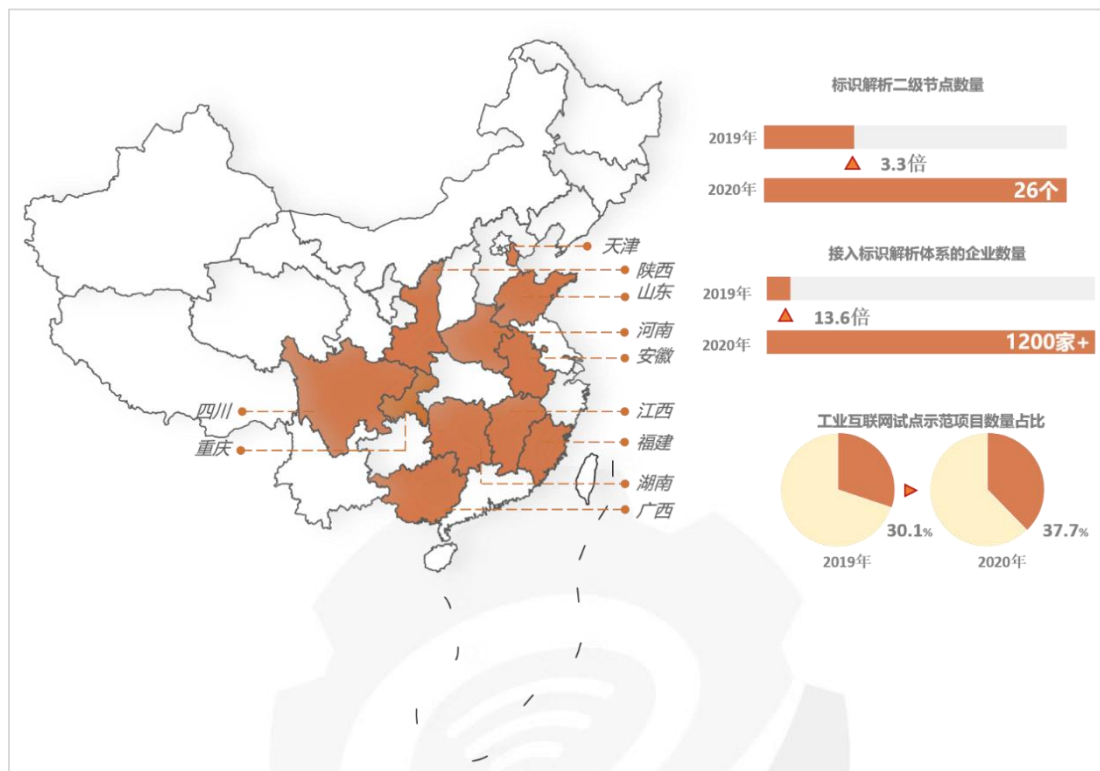 标识解析二级节点数量
2019年
3.3倍
2020年
26个
接入标识解析体系的企业数量
2019年
13.6倍
2020年
1200家+
工业互联网试点示范项目数量占比
30.1%
37.7%
2019年
2020年
天津
陕西
山东
河南
安徽
四川
江西
重庆
福建
湖南
广西